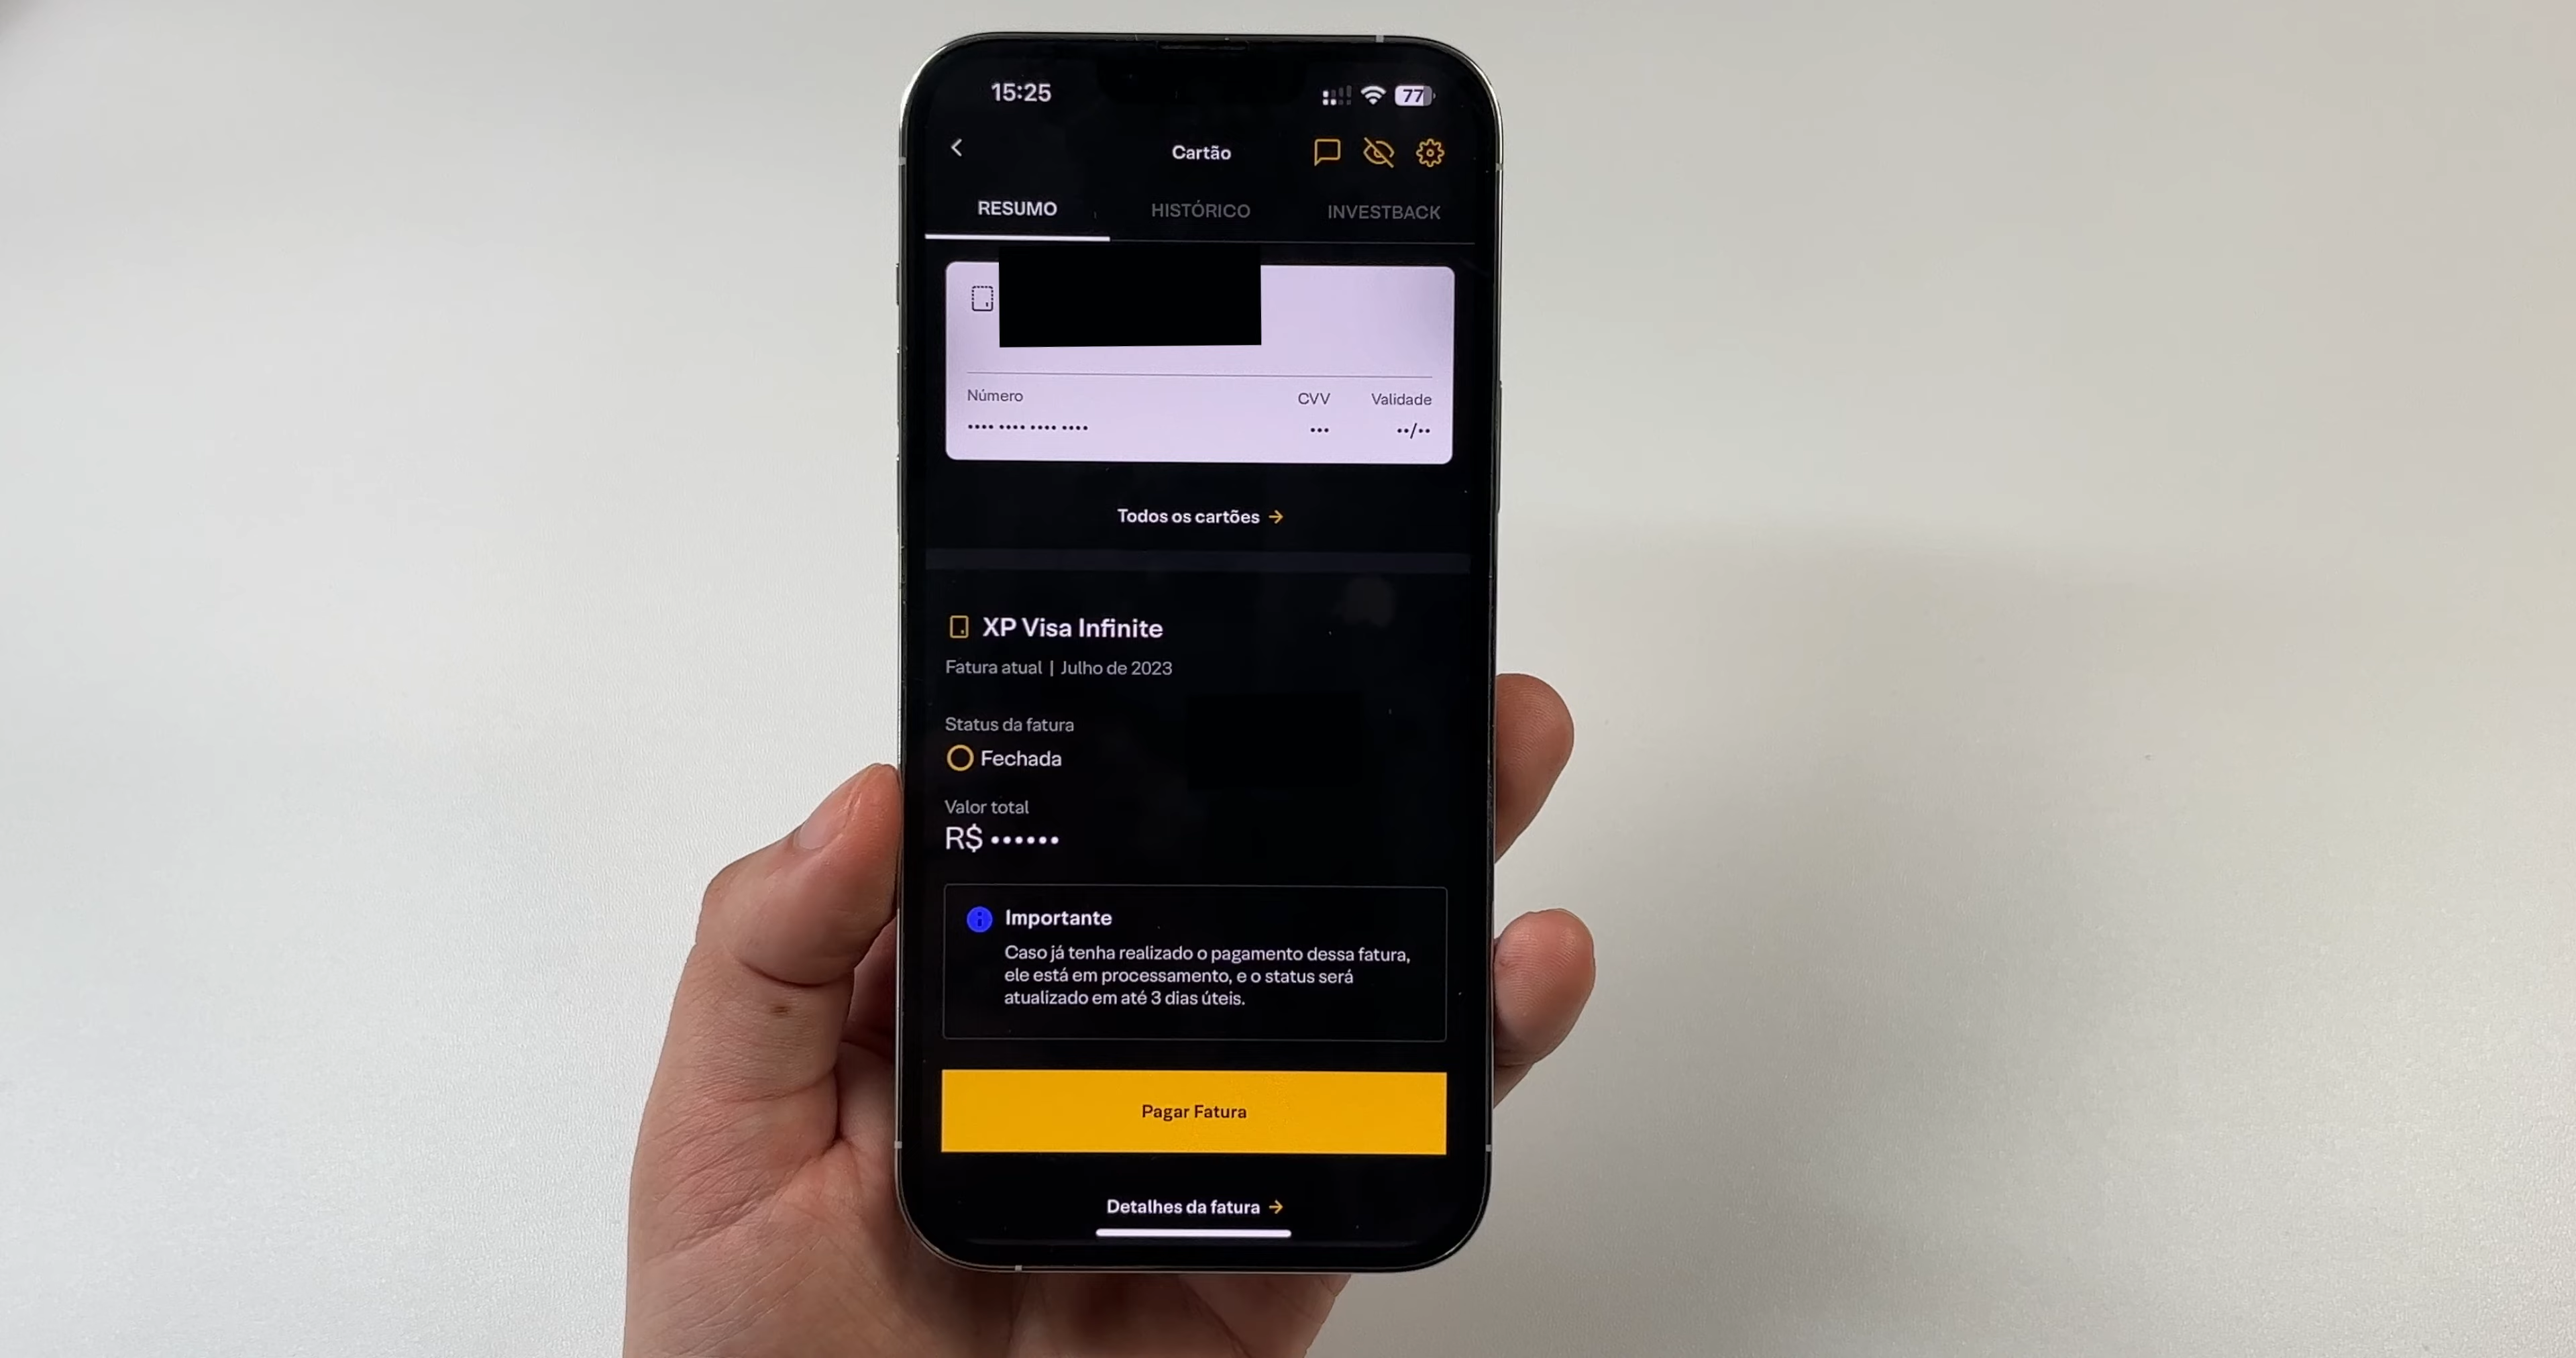 15:25
77
Cartão
RESUMO
HISTÓRICO
INVESTBACK
Número
CVV
Validade
•••• •••• •••• ••••
•••
••/••
Todos os cartões →
XP Visa Infinite
Fatura atual | Julho de 2023
Status da fatura
Fechada
Valor total
R$ ••••••
Importante
Caso já tenha realizado o pagamento dessa fatura,
ele está em processamento, e o status será
atualizado em até 3 dias úteis.
Pagar Fatura
Detalhes da fatura →